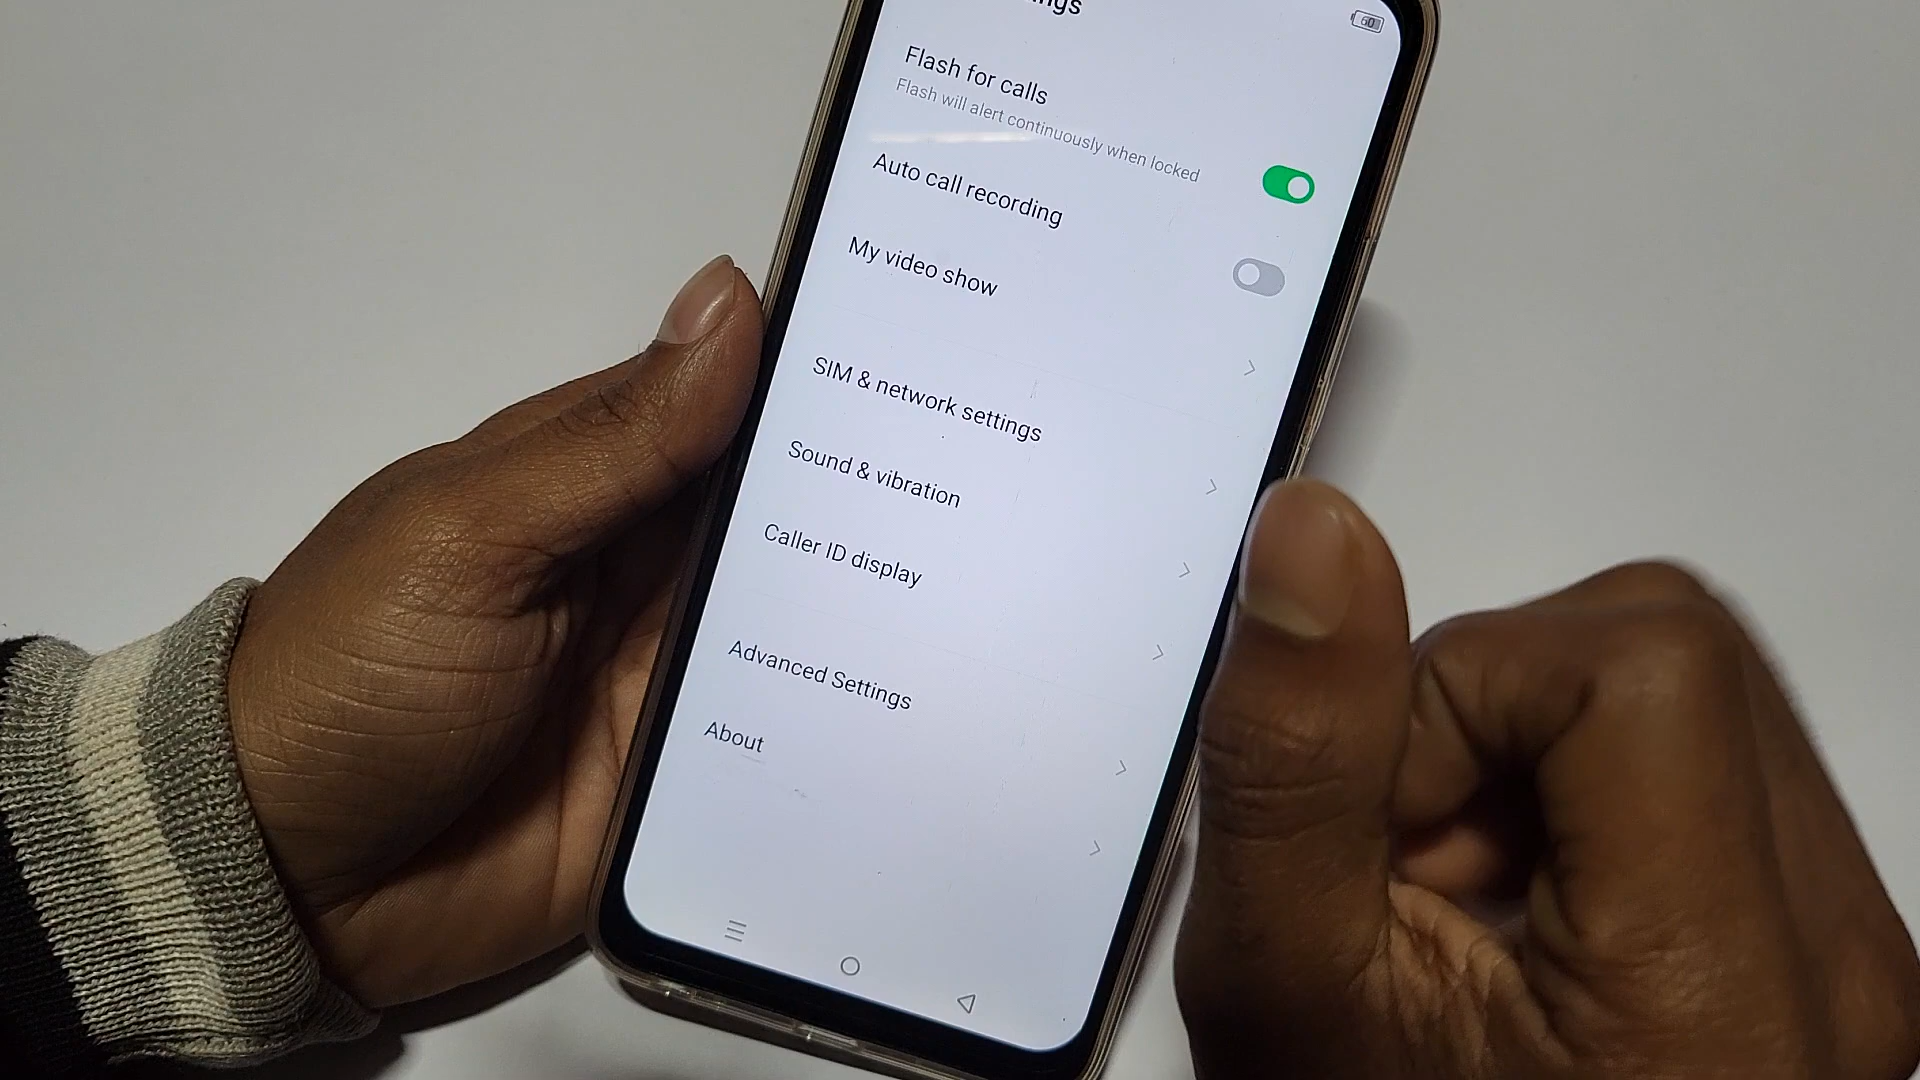 60
Flash for calls
Flash will alert continuously when locked
Auto call recording
My video show
SIM & network settings
Sound & vibration
Caller ID display
Advanced Settings
About